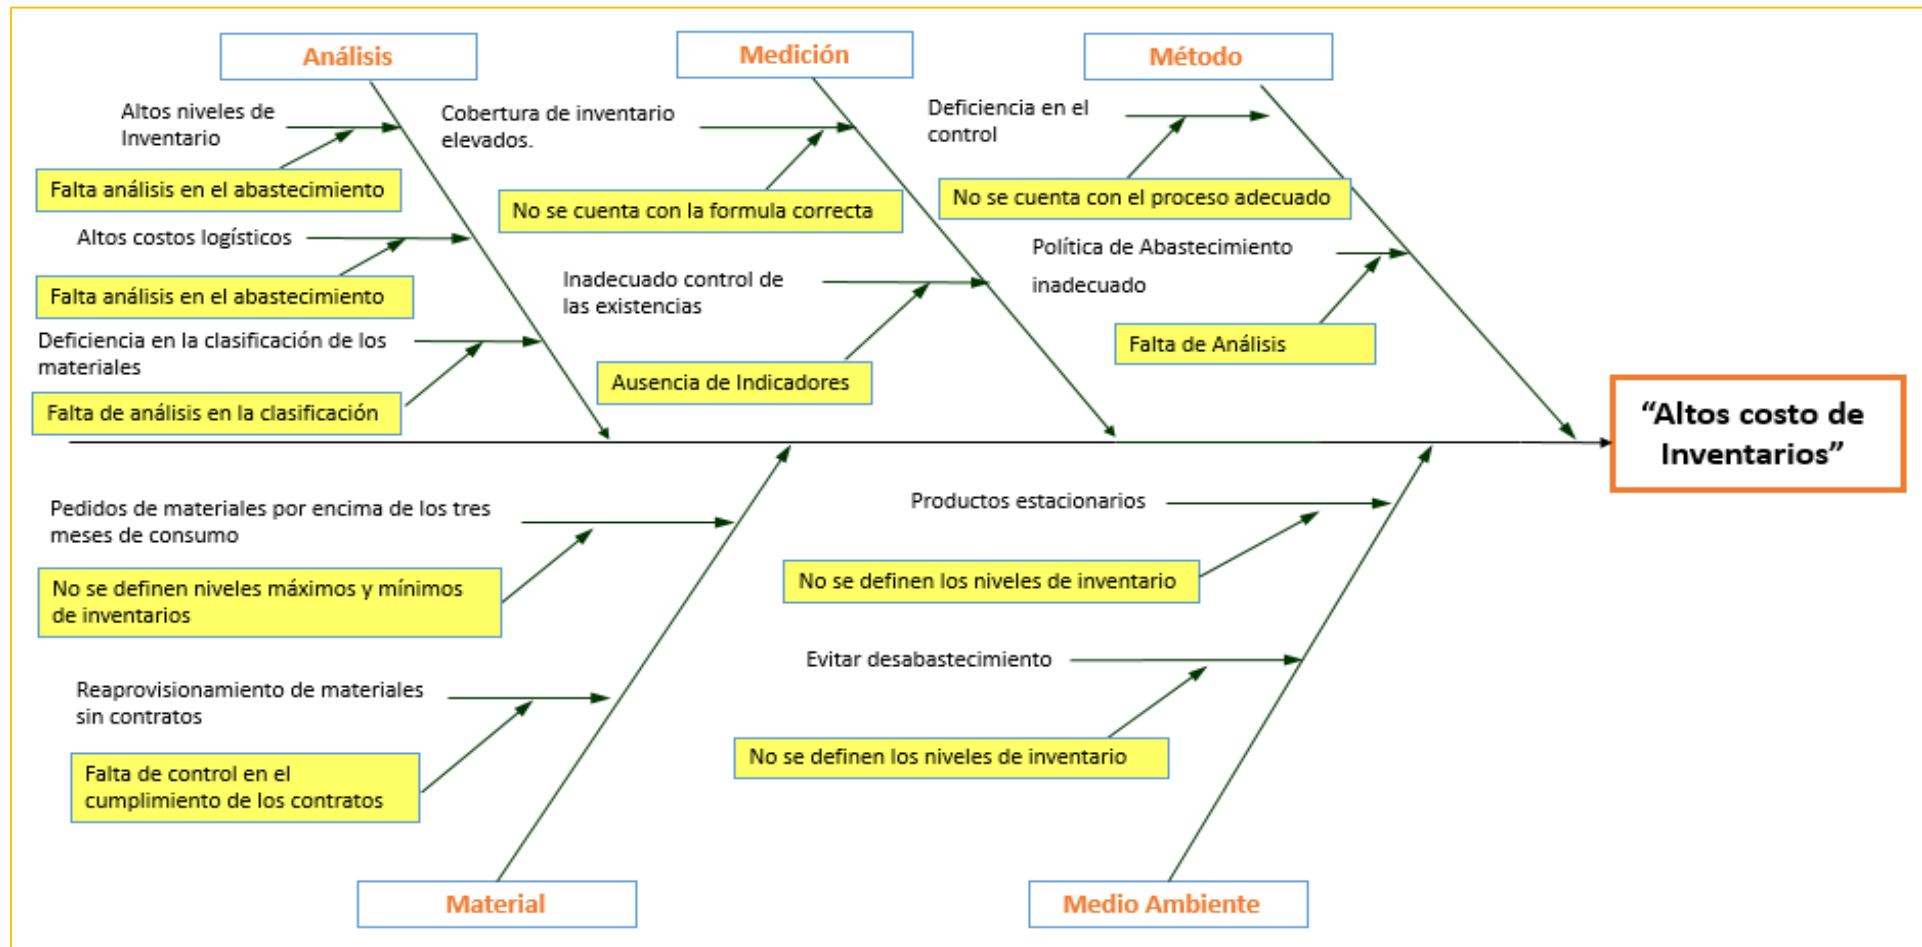 Análisis
Altos niveles de
Inventario
Falta análisis en el abastecimiento
Altos costos logísticos
Falta análisis en el abastecimiento
Deficiencia en la clasificación de los
materiales
Falta de análisis en la clasificación
Medición
Cobertura de inventario
elevados.
No se cuenta con la formula correcta
Inadecuado control de
las existencias
Ausencia de Indicadores
Método
Deficiencia en el
control
No se cuenta con el proceso adecuado
Política de Abastecimiento
inadecuado
Falta de Análisis
“Altos costo de
Inventarios”
Pedidos de materiales por encima de los tres
meses de consumo
No se definen niveles máximos y mínimos
de inventarios
Reaprovisionamiento de materiales
sin contratos
Falta de control en el
cumplimiento de los contratos
Material
Productos estacionarios
No se definen los niveles de inventario
Evitar desabastecimiento
No se definen los niveles de inventario
Medio Ambiente